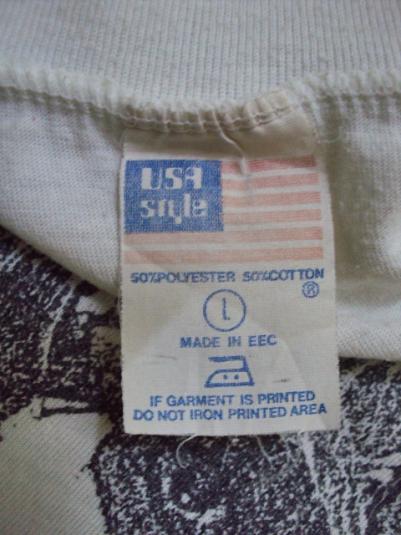 USA
style
50%POLYESTER 50%COTTON
®
L
MADE IN EEC
IF GARMENT IS PRINTED
DO NOT IRON PRINTED AREA